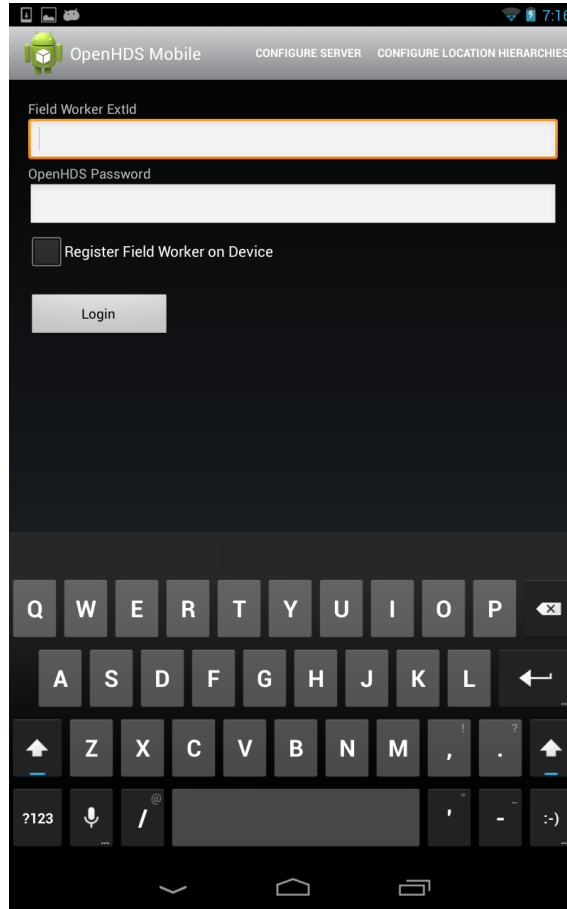 7:16
OpenHDS Mobile CONFIGURE SERVER CONFIGURE LOCATION HIERARCHIES
Field Worker ExtId
OpenHDS Password
Register Field Worker on Device
Login
Q W E R T Y U I O P
A S D F G H J K L
Z X C V B N M , ! . ?
?123 / @ ' " - _ :-)